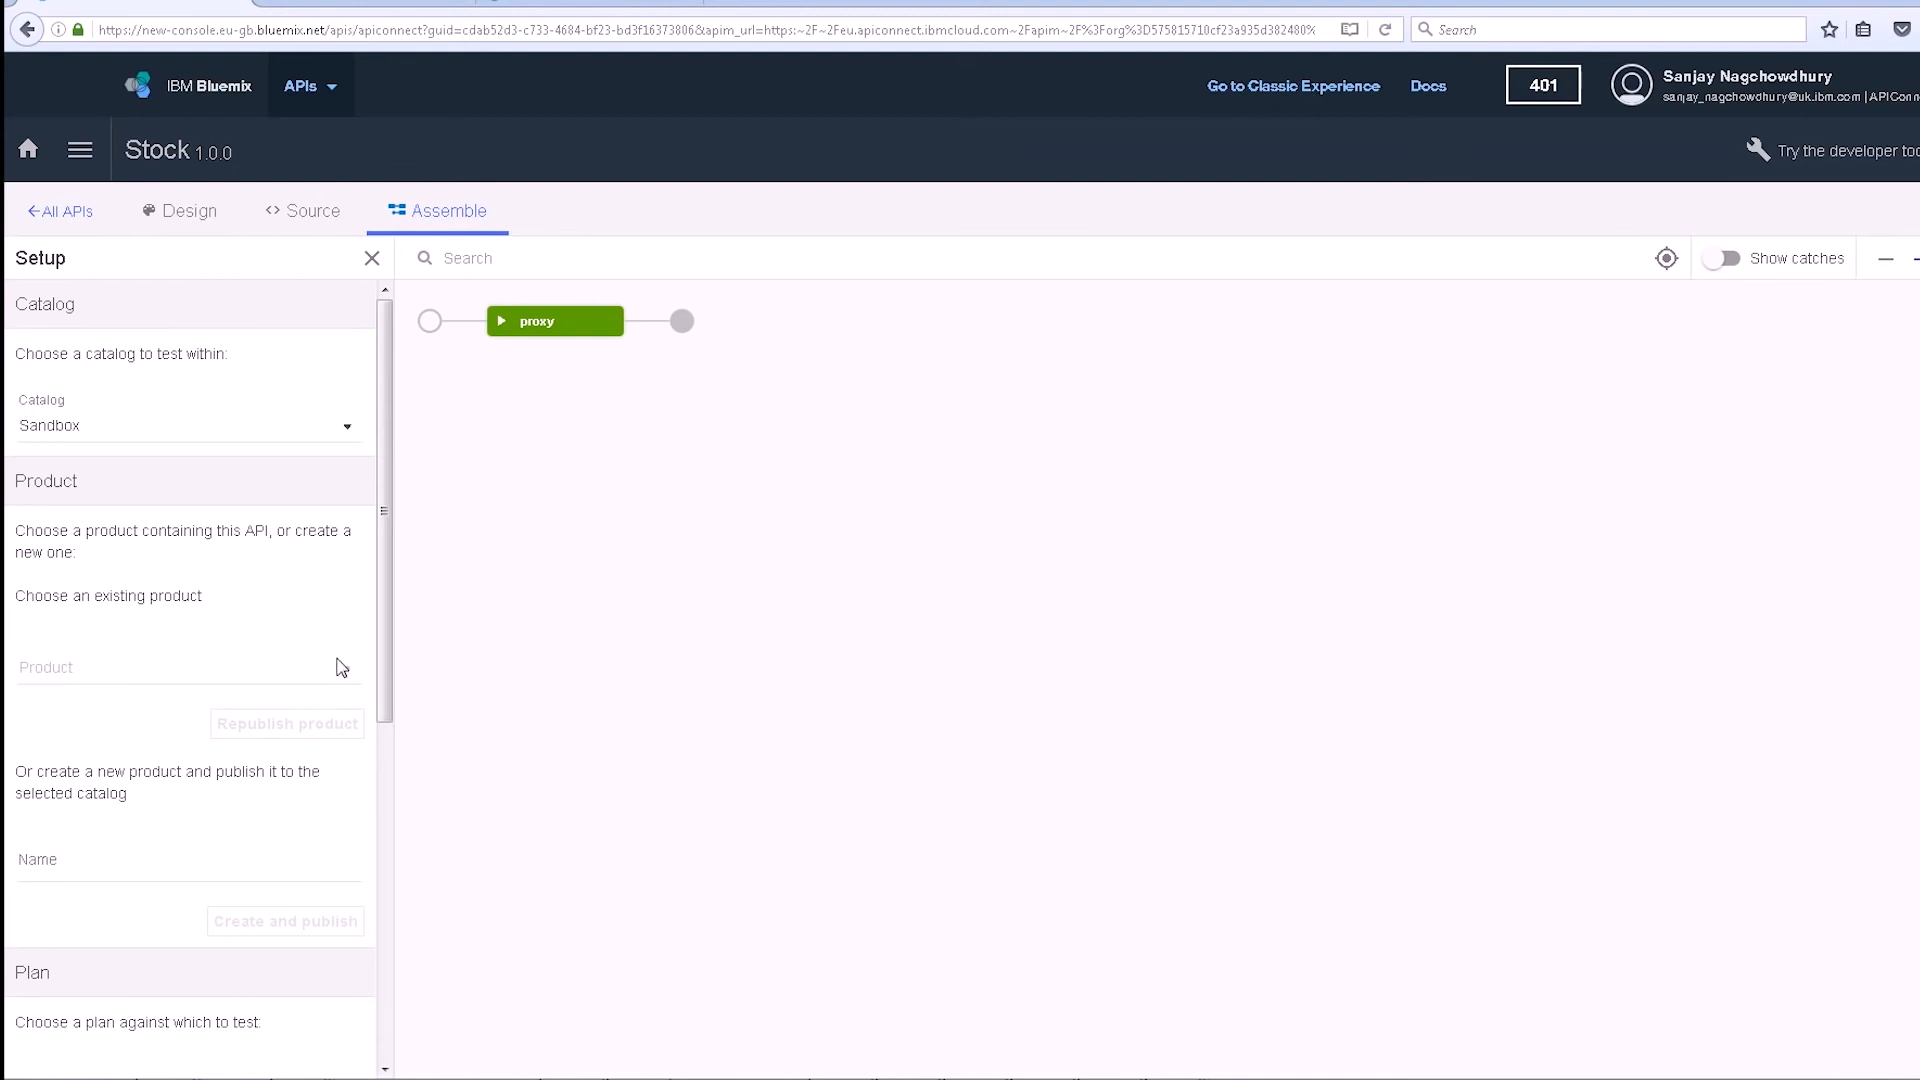 https://new-console.eu-gb.bluemix.net/apis/apiconnect?guid=cdab52d3-c733-4684-bf23-bd3f16373806&apim_url=https:~2F~2Feu.apiconnect.ibmcloud.com~2Fapim~2F%3Forg%3D575815710cf23a935d382480%
Search
IBM Bluemix
APIs
Go to Classic Experience
Docs
401
Sanjay Nagchowdhury
sanjay_nagchowdhury@uk.ibm.com | APIConn
Stock 1.0.0
Try the developer too
All APIs
Design
Source
Assemble
Setup
Search
Show catches
Catalog
proxy
Choose a catalog to test within:
Catalog
Sandbox
Product
Choose a product containing this API, or create a
new one:
Choose an existing product
Product
Republish product
Or create a new product and publish it to the
selected catalog
Name
Create and publish
Plan
Choose a plan against which to test: